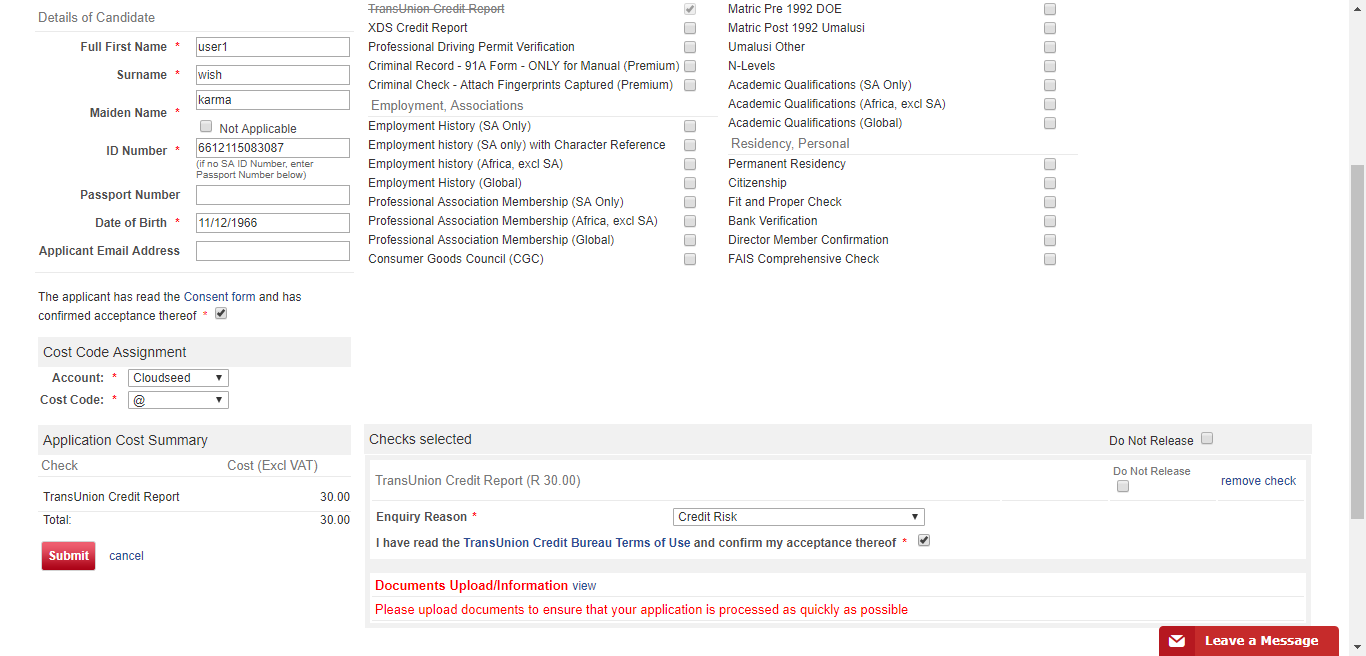 Details of Candidate
Full First Name * user1
Surname * wish
karma
Maiden Name *
Not Applicable
ID Number * 6612115083087
(if no SA ID Number, enter
Passport Number below)
Passport Number
Date of Birth * 11/12/1966
Applicant Email Address
The applicant has read the Consent form and has
confirmed acceptance thereof *
Cost Code Assignment
Account: * Cloudseed
Cost Code: * @
Application Cost Summary
Check Cost (Excl VAT)
TransUnion Credit Report 30.00
Total: 30.00
Submit cancel
TransUnion Credit Report
XDS Credit Report
Professional Driving Permit Verification
Criminal Record - 91A Form - ONLY for Manual (Premium)
Criminal Check - Attach Fingerprints Captured (Premium)
Employment, Associations
Employment History (SA Only)
Employment history (SA only) with Character Reference
Employment history (Africa, excl SA)
Employment History (Global)
Professional Association Membership (SA Only)
Professional Association Membership (Africa, excl SA)
Professional Association Membership (Global)
Consumer Goods Council (CGC)
Matric Pre 1992 DOE
Matric Post 1992 Umalusi
Umalusi Other
N-Levels
Academic Qualifications (SA Only)
Academic Qualifications (Africa, excl SA)
Academic Qualifications (Global)
Residency, Personal
Permanent Residency
Citizenship
Fit and Proper Check
Bank Verification
Director Member Confirmation
FAIS Comprehensive Check
Checks selected Do Not Release
TransUnion Credit Report (R 30.00) Do Not Release remove check
Enquiry Reason * Credit Risk
I have read the TransUnion Credit Bureau Terms of Use and confirm my acceptance thereof *
Documents Upload/Information view
Please upload documents to ensure that your application is processed as quickly as possible
Leave a Message